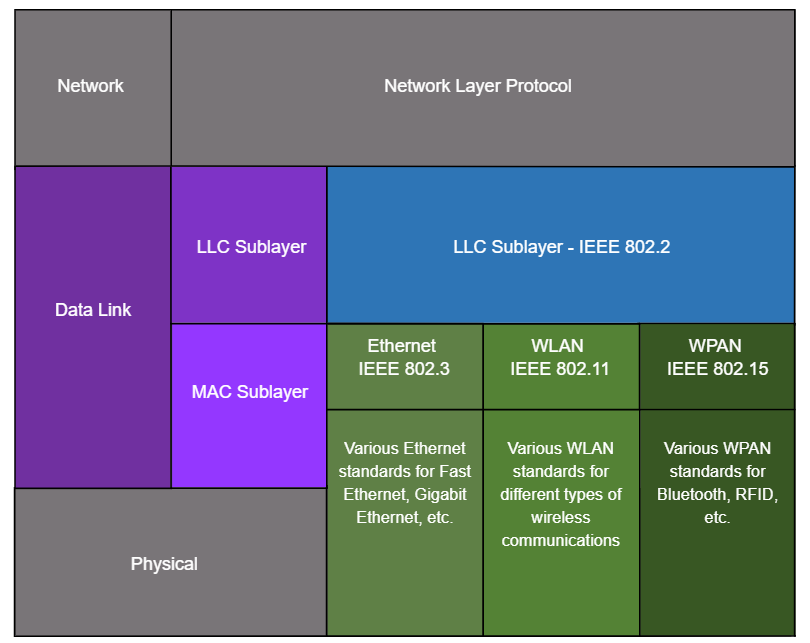 Network
Network Layer Protocol
Data Link
LLC Sublayer
LLC Sublayer - IEEE 802.2
MAC Sublayer
Ethernet
IEEE 802.3
WLAN
IEEE 802.11
WPAN
IEEE 802.15
Various Ethernet
standards for Fast
Ethernet, Gigabit
Ethernet, etc.
Various WLAN
standards for
different types of
wireless
communications
Various WPAN
standards for
Bluetooth, RFID,
etc.
Physical